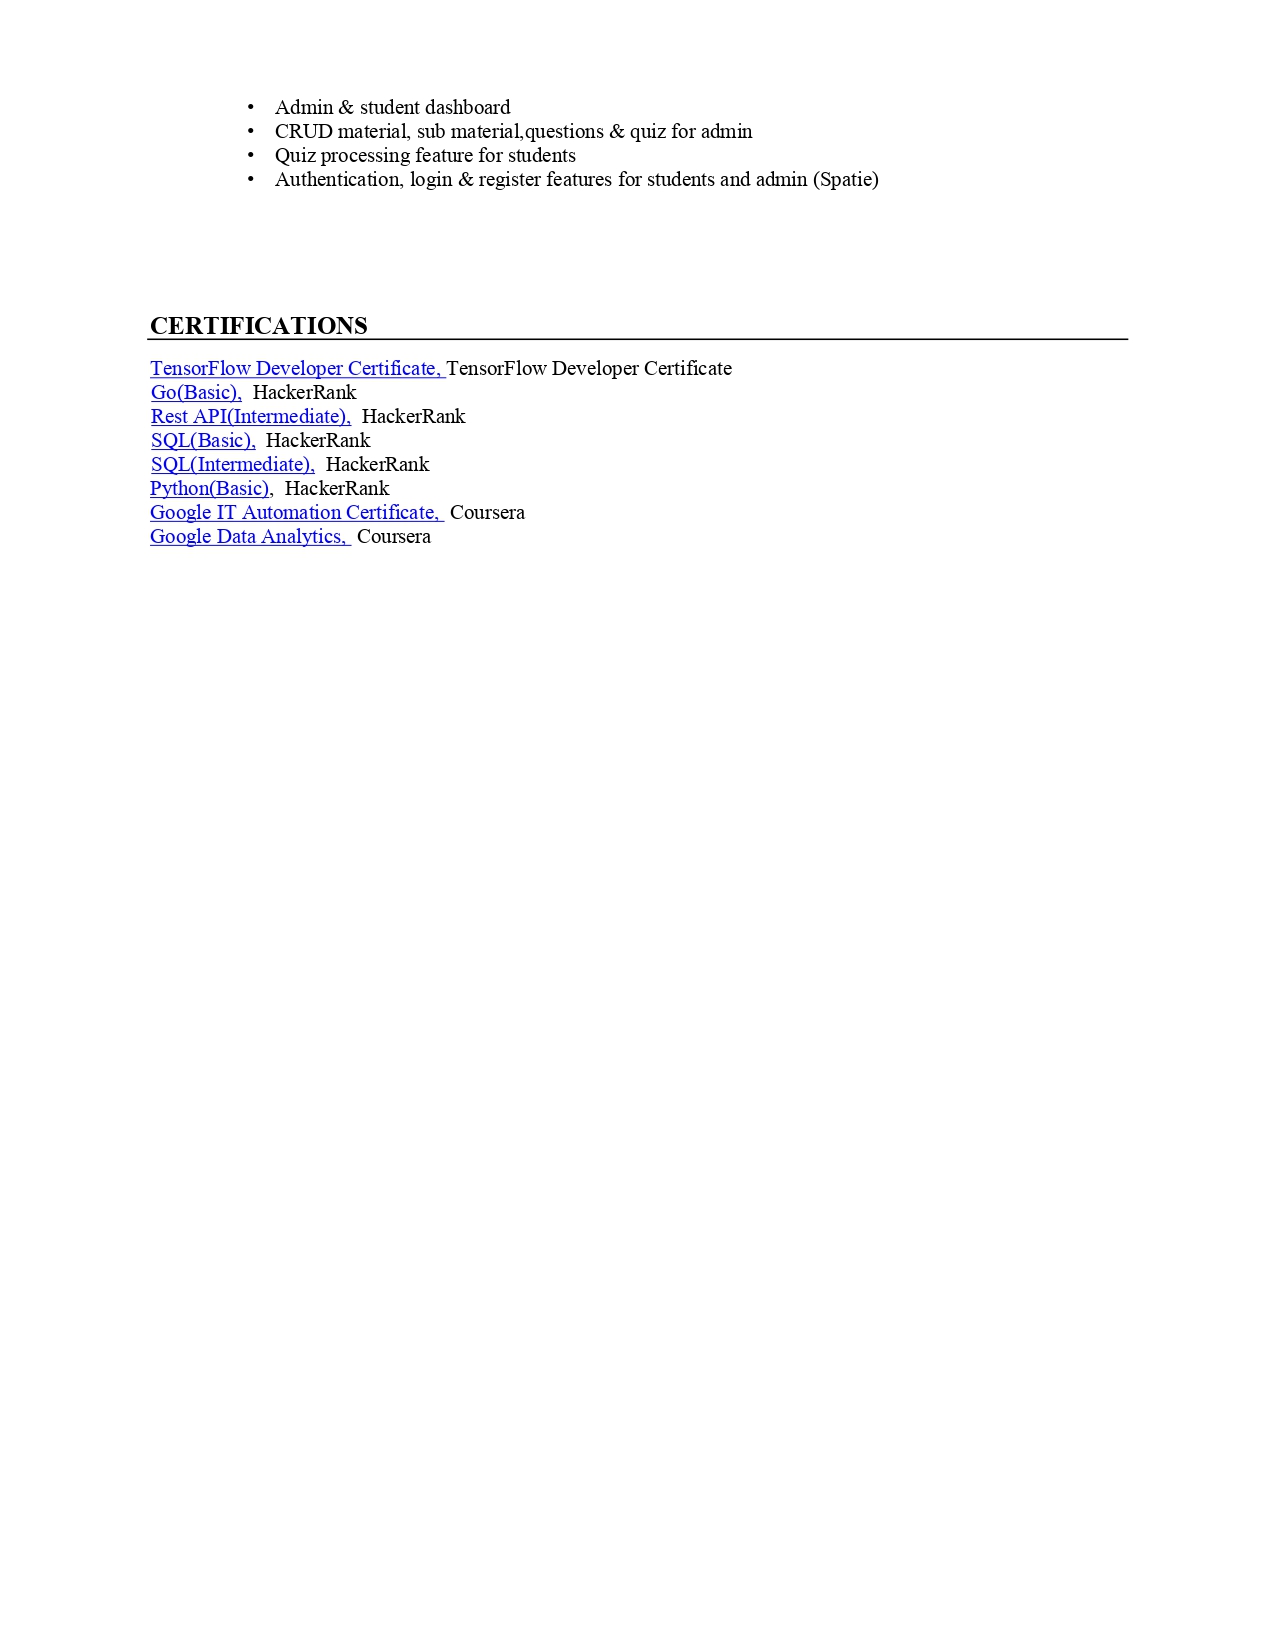 • Admin & student dashboard
• CRUD material, sub material,questions & quiz for admin
• Quiz processing feature for students
• Authentication, login & register features for students and admin (Spatie)
CERTIFICATIONS
TensorFlow Developer Certificate, TensorFlow Developer Certificate
Go(Basic),  HackerRank
Rest API(Intermediate),  HackerRank
SQL(Basic),  HackerRank
SQL(Intermediate),  HackerRank
Python(Basic),  HackerRank
Google IT Automation Certificate,  Coursera
Google Data Analytics,  Coursera